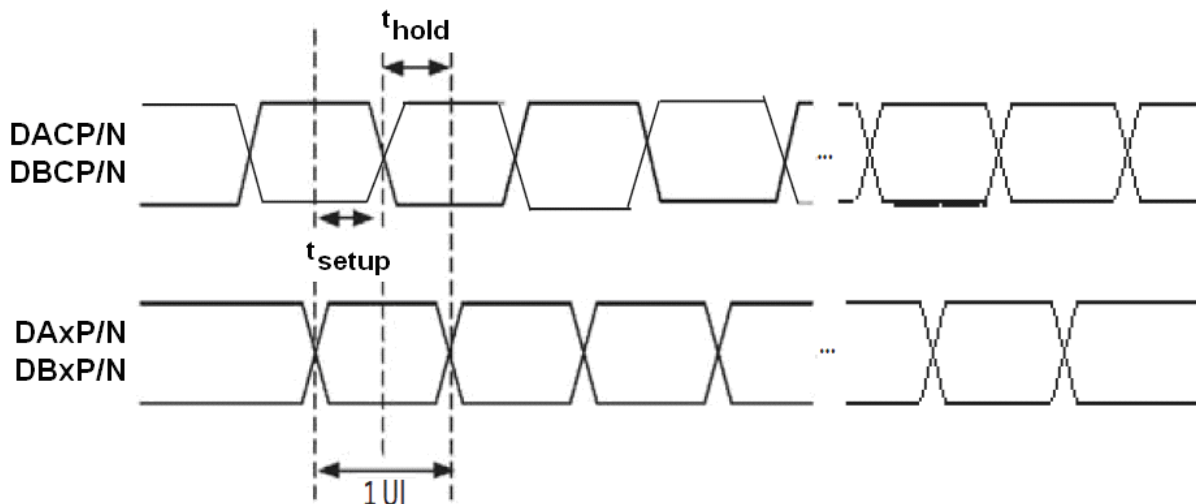 thold
DACP/N
DBCP/N
...
tsetup
DAxP/N
DBxP/N
...
1 UI